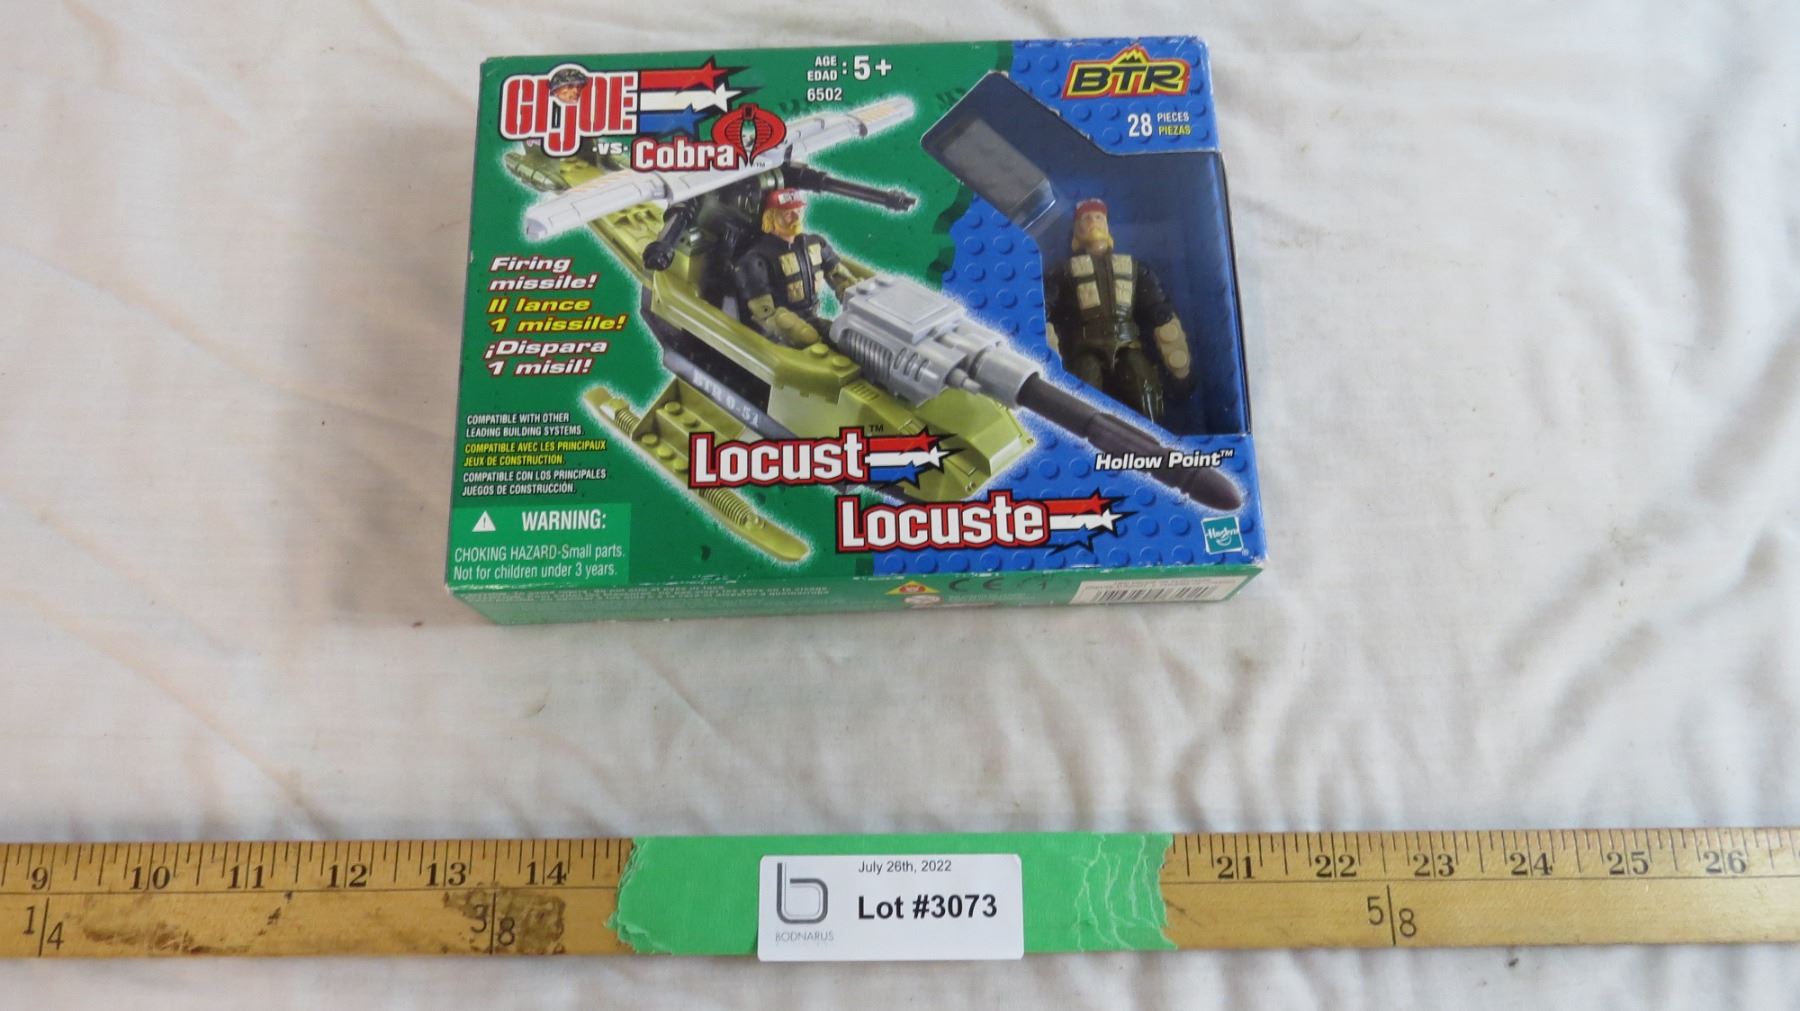 GI JOE
vs. Cobra™
AGE
EDAD : 5+
6502
BTR
28 PIECES
PIEZAS
Firing
missile!
Il lance
1 missile!
¡Dispara
1 misil!
COMPATIBLE WITH OTHER
LEADING BUILDING SYSTEMS.
COMPATIBLE AVEC LES PRINCIPAUX
JEUX DE CONSTRUCTION.
COMPATIBLE CON LOS PRINCIPALES
JUEGOS DE CONSTRUCCIÓN.
WARNING:
CHOKING HAZARD-Small parts.
Not for children under 3 years.
Locust™
Locuste
Hollow Point™
Hasbro®
CE
9 10 11 12 13 14 21 22 23 24 25 26
1/4 3/8 5/8
July 26th, 2022
Lot #3073
BODNARUS